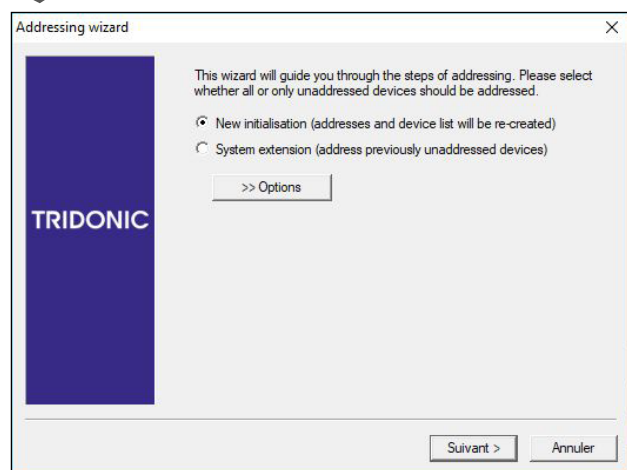 Addressing wizard
This wizard will guide you through the steps of addressing. Please select
whether all or only unaddressed devices should be addressed.
New initialisation (addresses and device list will be re-created)
System extension (address previously unaddressed devices)
>> Options
TRIDONIC
Suivant >
Annuler